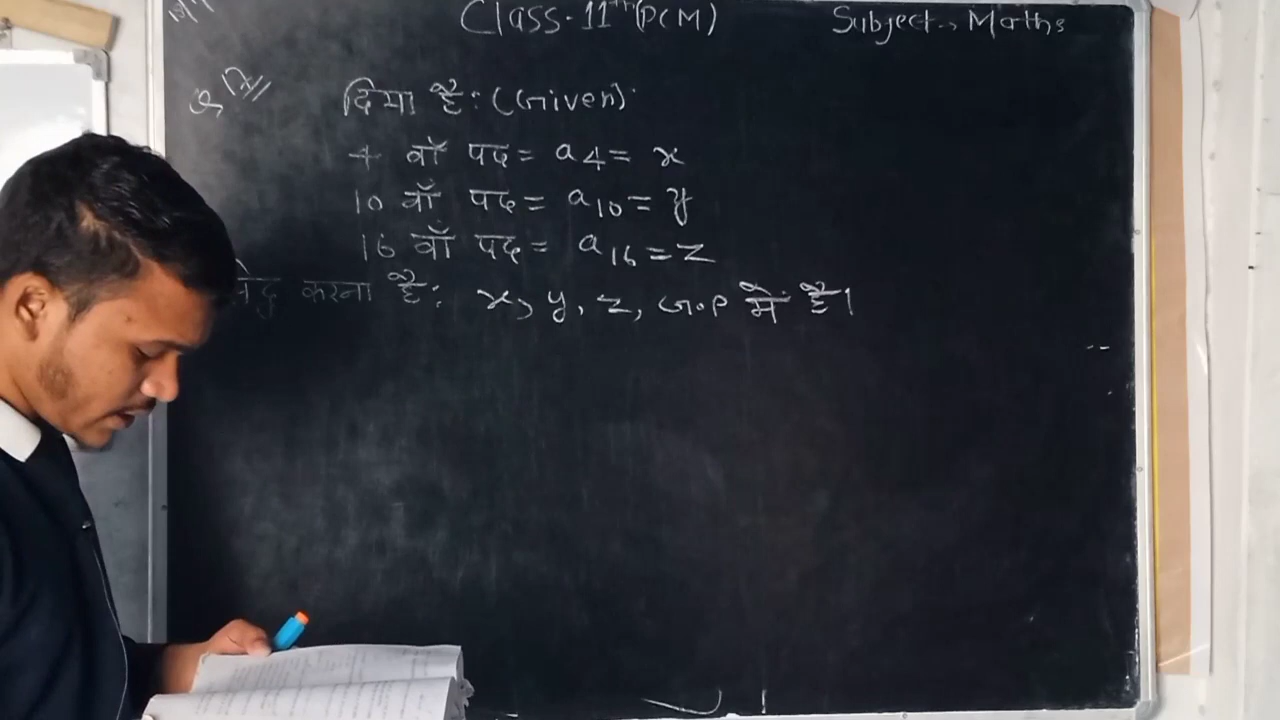 Class-11th (PCM) Subject → Maths
दिया है: (Given)
4 वाँ पद = a4 = x
10 वाँ पद = a10 = y
16 वाँ पद = a16 = z
करना है: x, y, z, G.P में है।